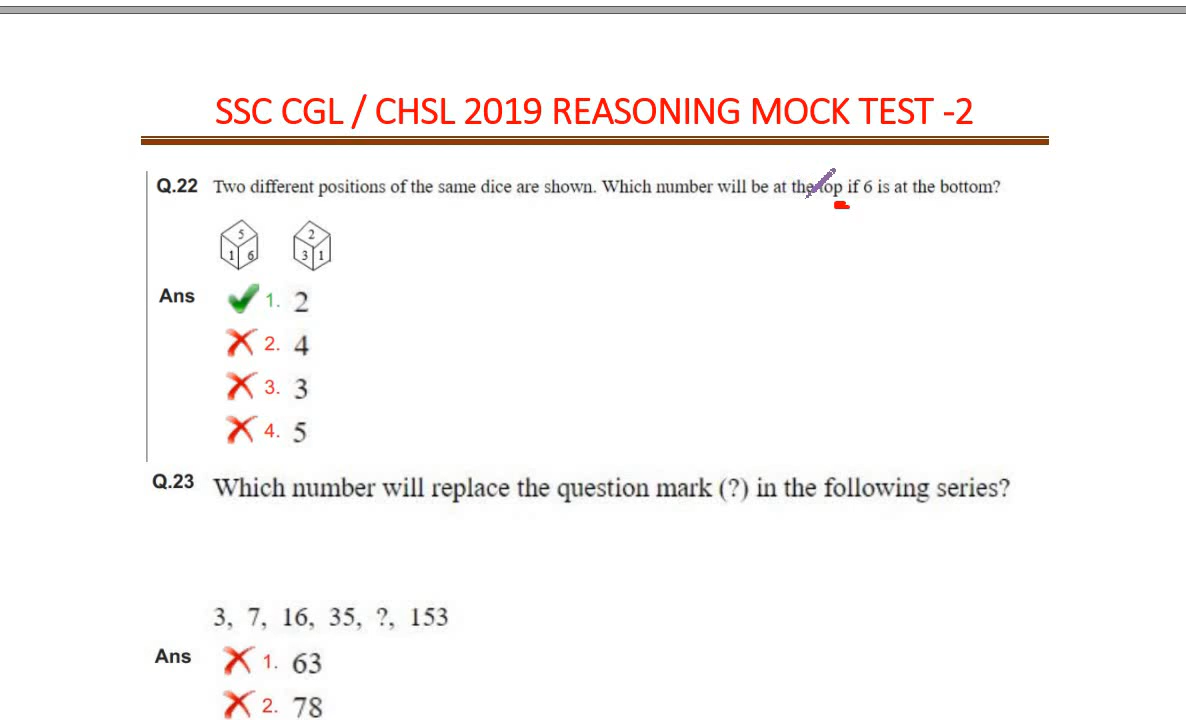 SSC CGL / CHSL 2019 REASONING MOCK TEST -2
Q.22 Two different positions of the same dice are shown. Which number will be at the top if 6 is at the bottom?
5 2
1 6 3 1
Ans 1. 2
2. 4
3. 3
4. 5
Q.23 Which number will replace the question mark (?) in the following series?
3, 7, 16, 35, ?, 153
Ans 1. 63
2. 78